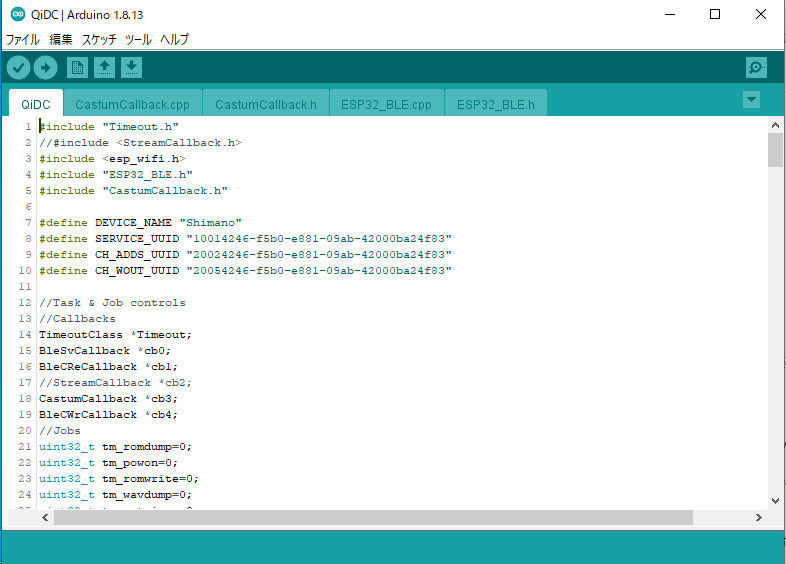 QiDC | Arduino 1.8.13
ファイル 編集 スケッチ ツール ヘルプ
QiDC CastumCallback.cpp CastumCallback.h ESP32_BLE.cpp ESP32_BLE.h
1 #include "Timeout.h"
2 //#include <StreamCallback.h>
3 #include <esp_wifi.h>
4 #include "ESP32_BLE.h"
5 #include "CastumCallback.h"
6
7 #define DEVICE_NAME "Shimano"
8 #define SERVICE_UUID "10014246-f5b0-e881-09ab-42000ba24f83"
9 #define CH_ADDS_UUID "20024246-f5b0-e881-09ab-42000ba24f83"
10 #define CH_WOUT_UUID "20054246-f5b0-e881-09ab-42000ba24f83"
11
12 //Task & Job controls
13 //Callbacks
14 TimeoutClass *Timeout;
15 BleSvCallback *cb0;
16 BleCReCallback *cb1;
17 //StreamCallback *cb2;
18 CastumCallback *cb3;
19 BleCWrCallback *cb4;
20 //Jobs
21 uint32_t tm_romdump=0;
22 uint32_t tm_powon=0;
23 uint32_t tm_romwrite=0;
24 uint32_t tm_wavdump=0;